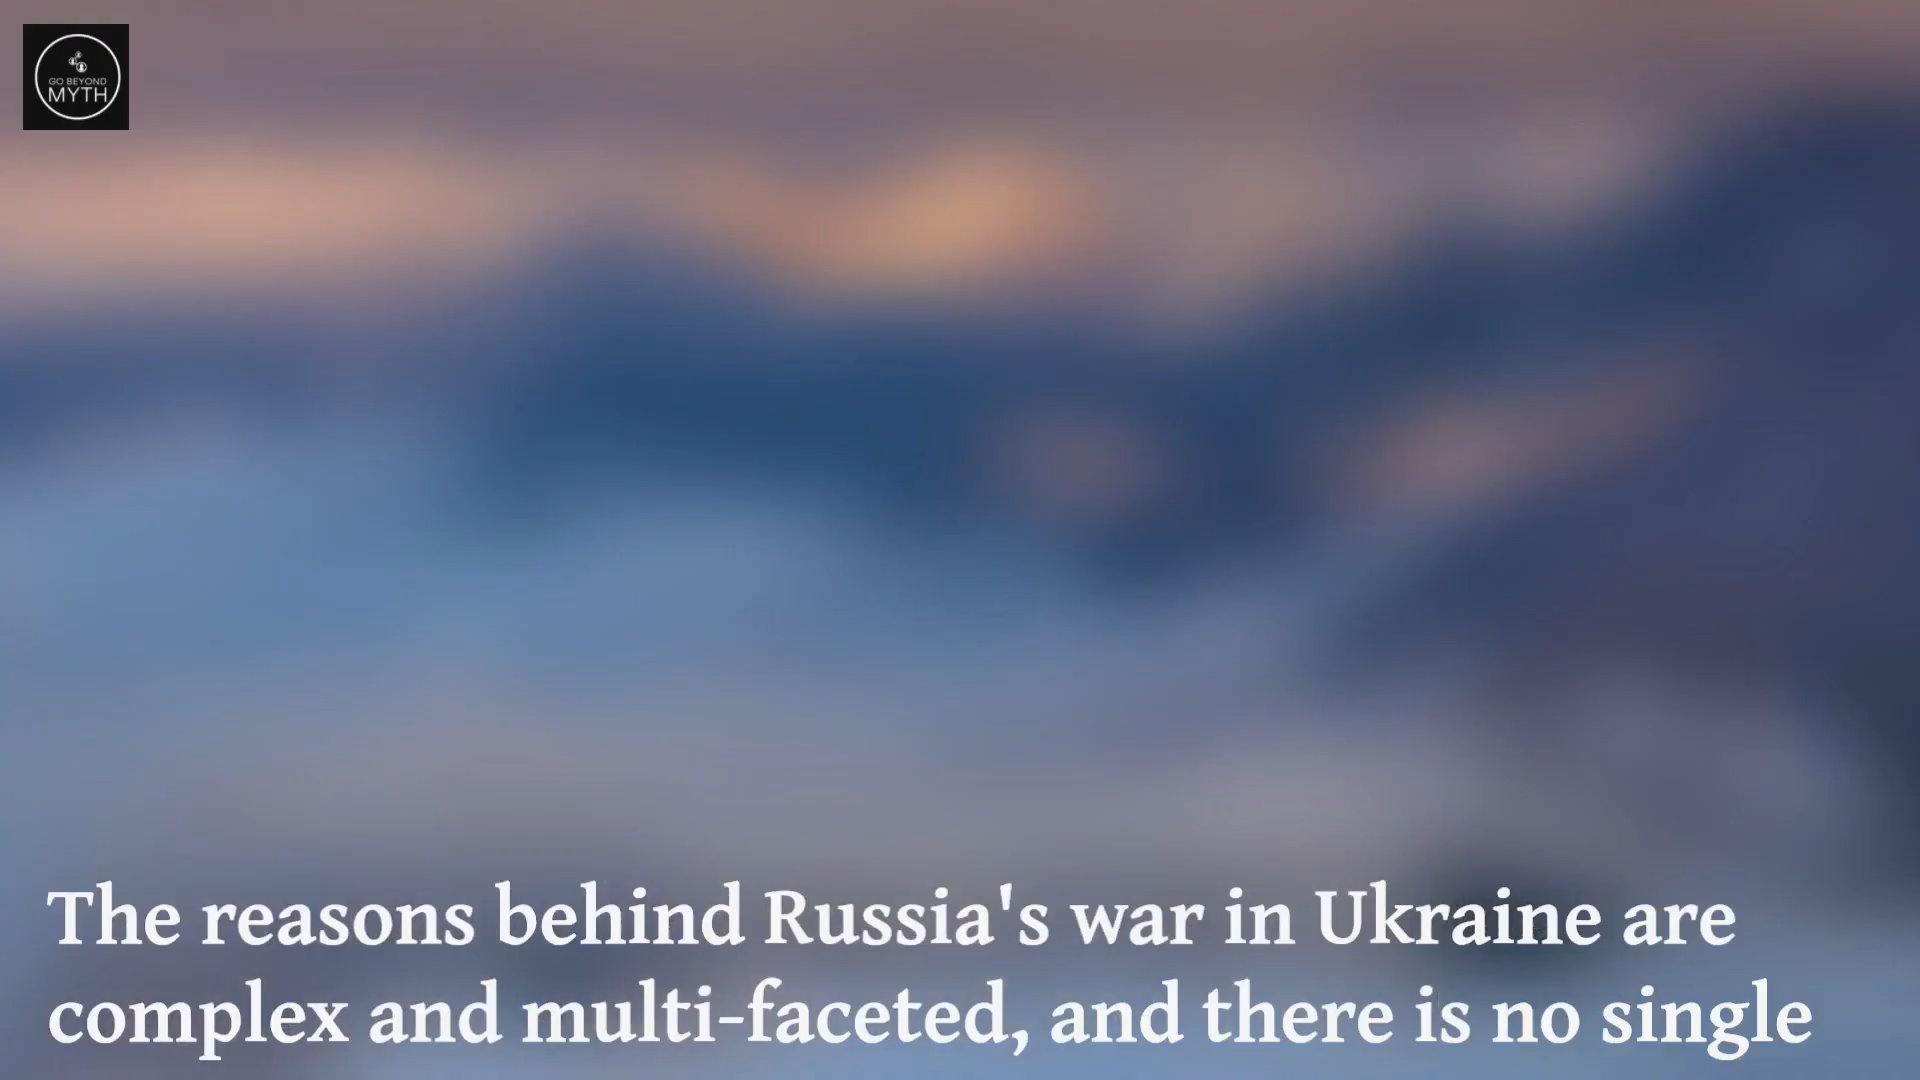 GO BEYOND
MYTH
The reasons behind Russia's war in Ukraine are
complex and multi-faceted, and there is no single